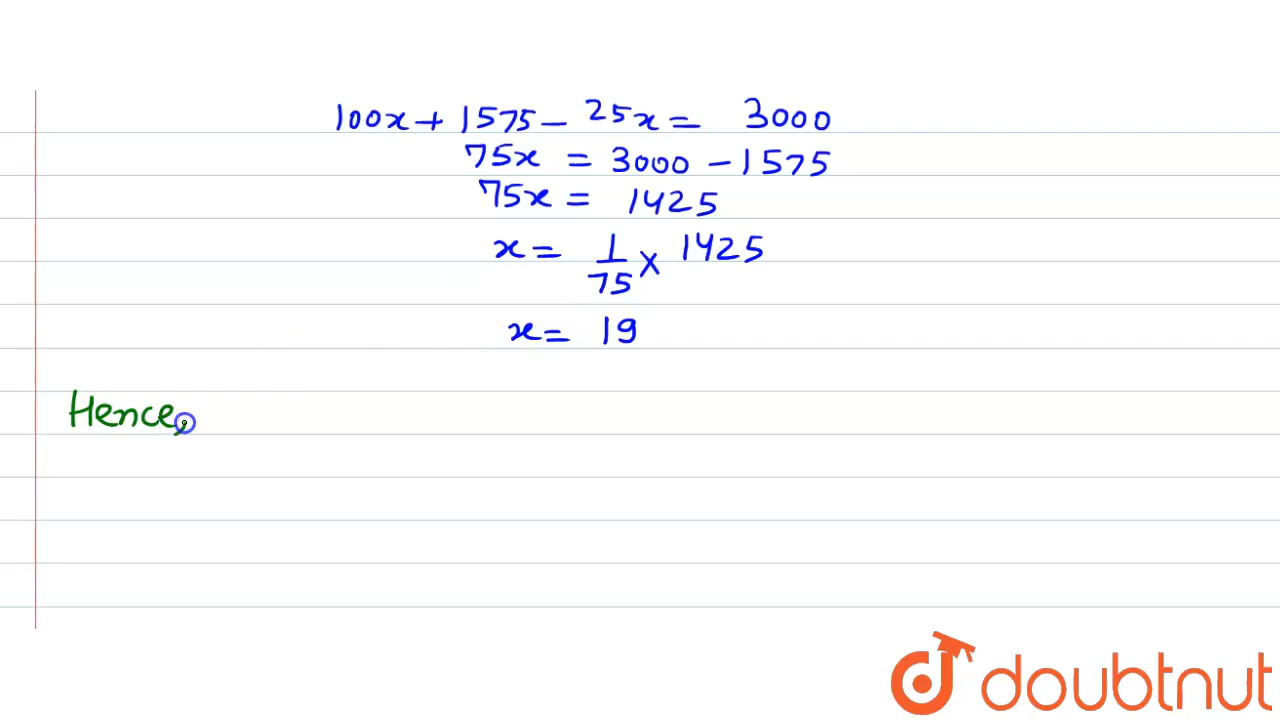 100x + 1575 - 25x = 3000
75x = 3000 - 1575
75x = 1425
x = 1/75 × 1425
x = 19
Hence,
doubtnut